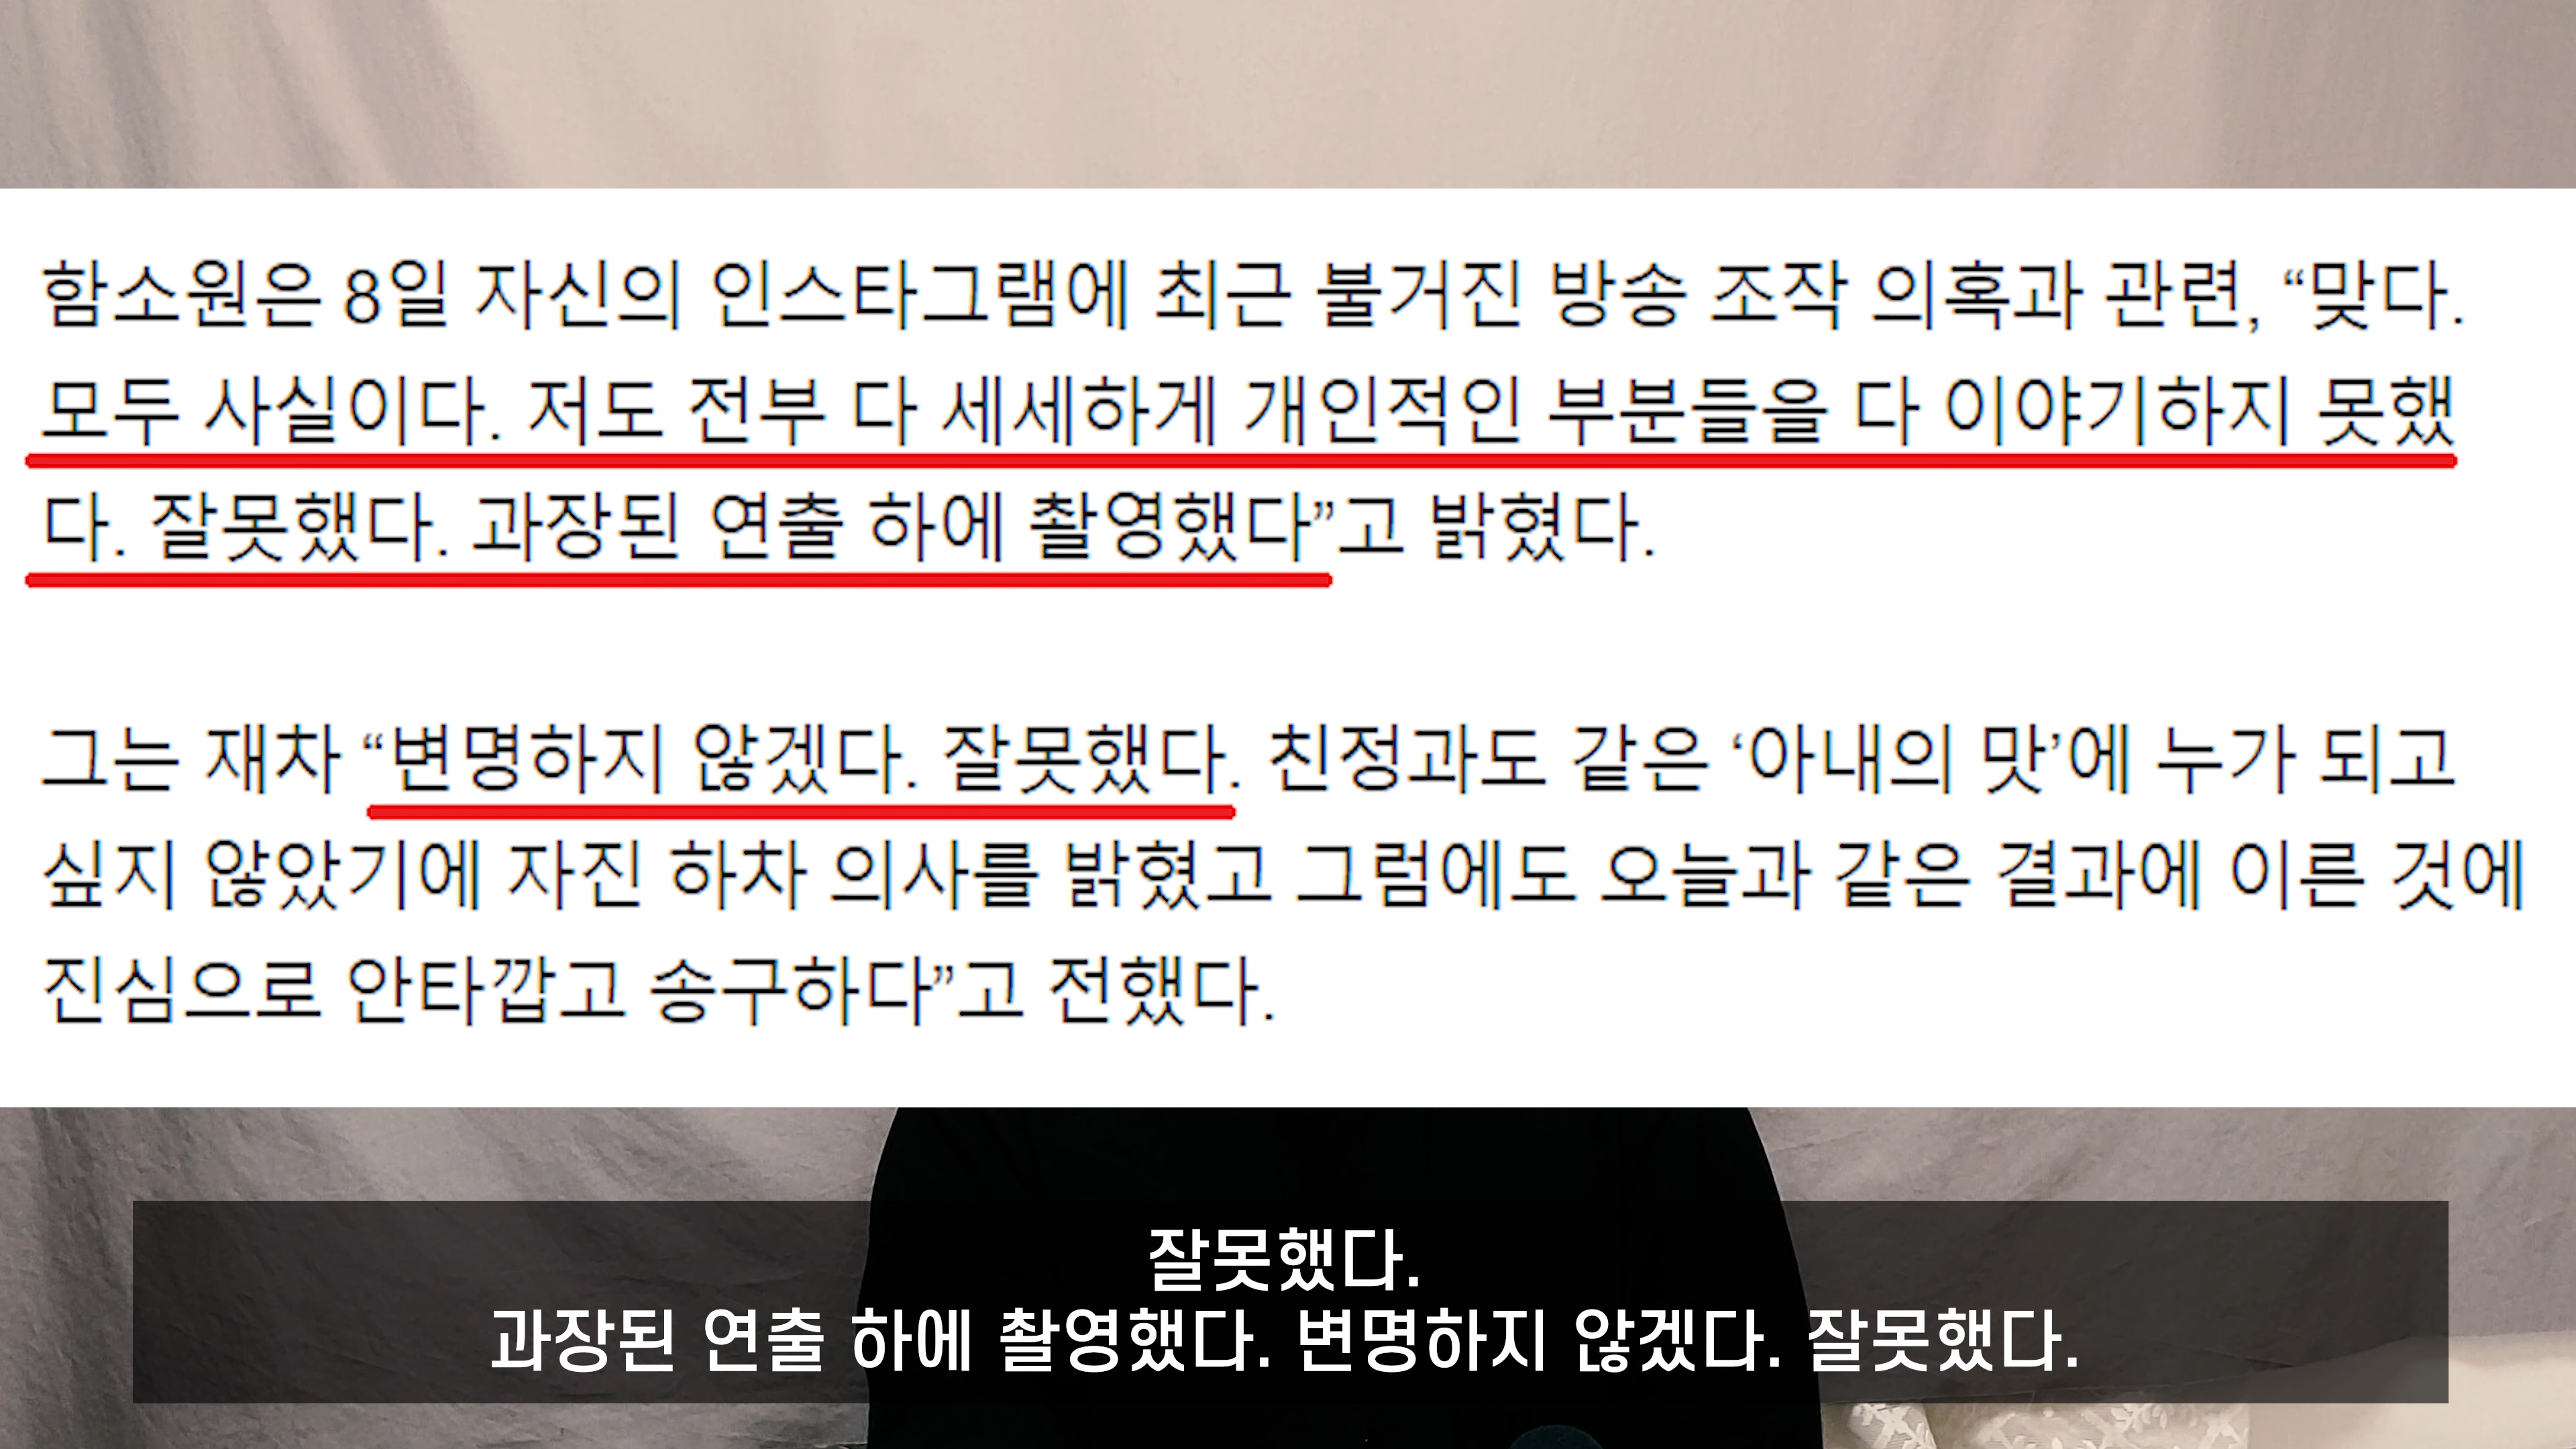 함소원은 8일 자신의 인스타그램에 최근 불거진 방송 조작 의혹과 관련, “맞다.
모두 사실이다. 저도 전부 다 세세하게 개인적인 부분들을 다 이야기하지 못했
다. 잘못했다. 과장된 연출 하에 촬영했다”고 밝혔다.
그는 재차 “변명하지 않겠다. 잘못했다. 친정과도 같은 ‘아내의 맛’에 누가 되고
싶지 않았기에 자진 하차 의사를 밝혔고 그럼에도 오늘과 같은 결과에 이른 것에
진심으로 안타깝고 송구하다”고 전했다.
잘못했다.
과장된 연출 하에 촬영했다. 변명하지 않겠다. 잘못했다.